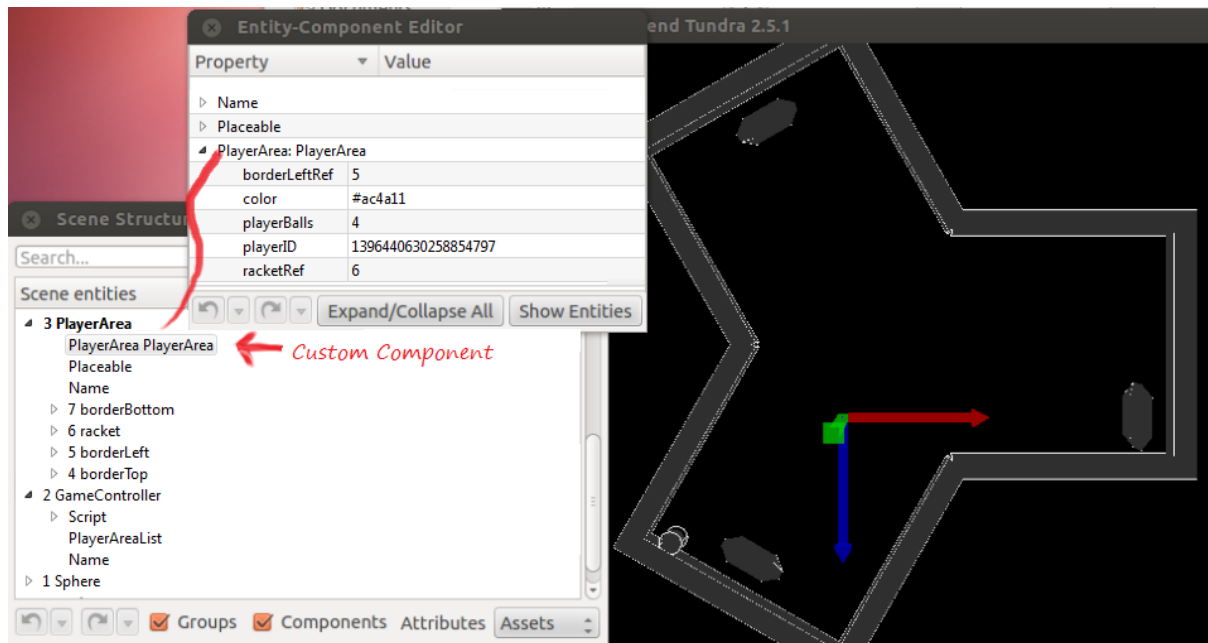 Entity-Component Editor
end Tundra 2.5.1
Property Value
Name
Placeable
PlayerArea: PlayerArea
borderLeftRef 5
color #ac4a11
playerBalls 4
playerID 1396440630258854797
racketRef 6
Expand/Collapse All Show Entities
Scene Structu
Search...
Scene entities
3 PlayerArea
PlayerArea PlayerArea
Custom Component
Placeable
Name
7 borderBottom
6 racket
5 borderLeft
4 borderTop
2 GameController
Script
PlayerAreaList
Name
1 Sphere
Groups Components Attributes Assets